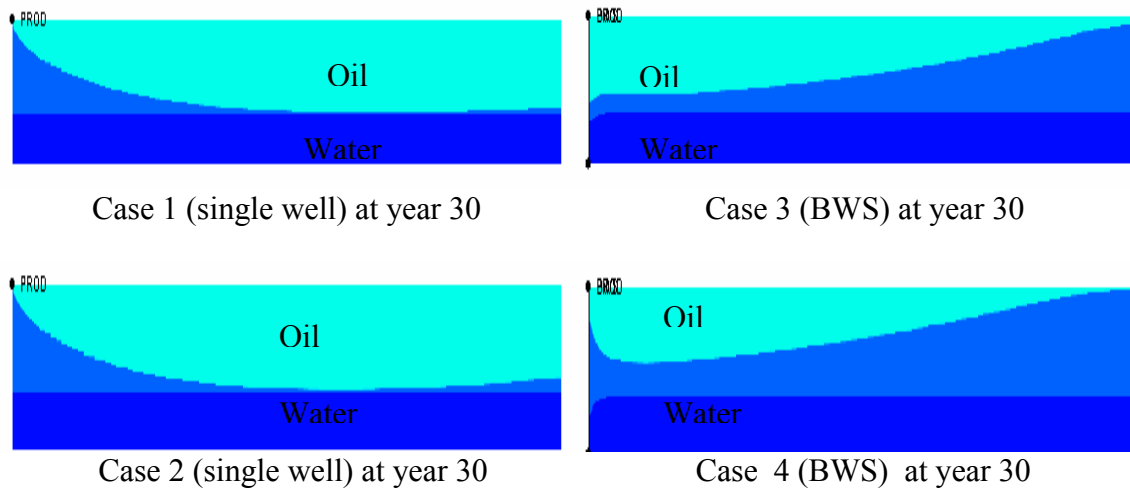 PROD
Oil
Water
Case 1 (single well) at year 30
Oil
Water
Case 3 (BWS) at year 30
PROD
Oil
Water
Case 2 (single well) at year 30
Oil
Water
Case 4 (BWS) at year 30